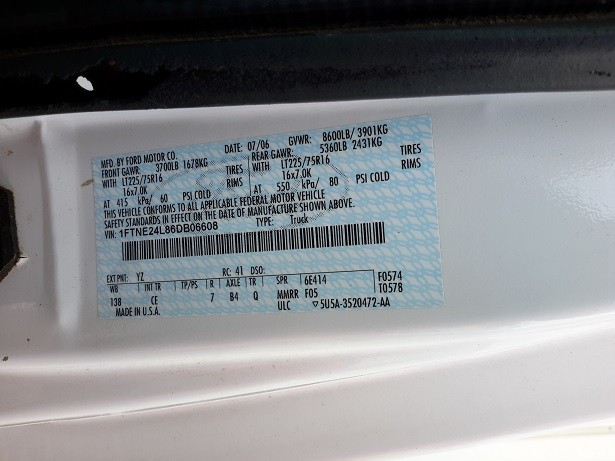 MFD. BY FORD MOTOR CO. DATE: 07/06 GVWR: 8600LB/ 3901KG
FRONT GAWR: 3700LB 1678KG REAR GAWR: 5360LB 2431KG
WITH LT225/75R16 TIRES WITH LT225/75R16 TIRES
16x7.0K RIMS 16x7.0K RIMS
AT 415 kPa/ 60 PSI COLD AT 550 kPa/ 80 PSI COLD
THIS VEHICLE CONFORMS TO ALL APPLICABLE FEDERAL MOTOR VEHICLE
SAFETY STANDARDS IN EFFECT ON THE DATE OF MANUFACTURE SHOWN ABOVE.
VIN: 1FTNE24L86DB06608 TYPE: Truck
EXT PNT: YZ RC: 41 DSO: F0574
WB INT TP/PS R AXLE TR SPR 6E414 T0578
138 CE 7 B4 Q MMRR F05
MADE IN U.S.A. ULC ▽5U5A-3520472-AA